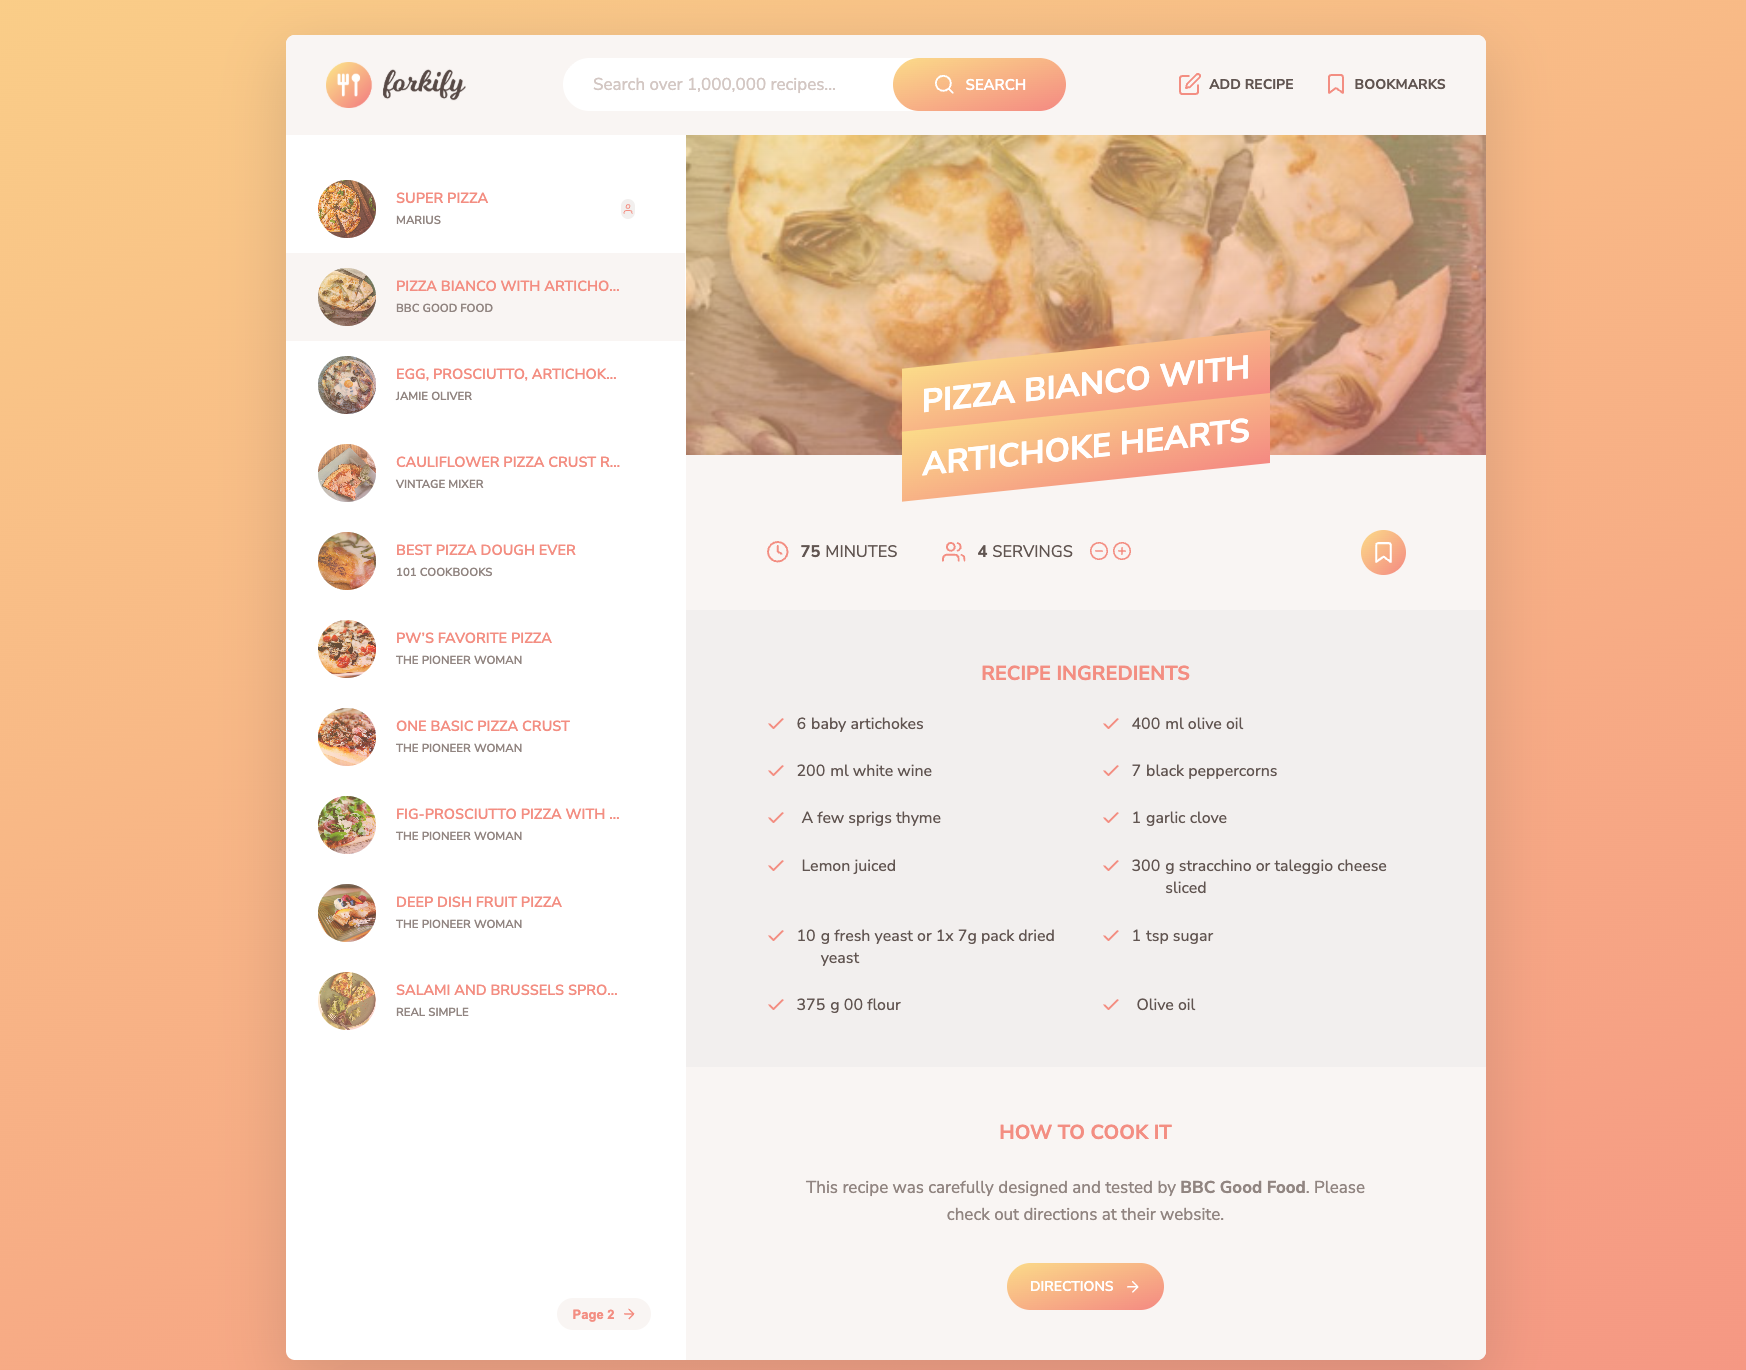 forkify
Search over 1,000,000 recipes...
SEARCH
ADD RECIPE
BOOKMARKS
SUPER PIZZA
MARIUS
PIZZA BIANCO WITH ARTICHO...
BBC GOOD FOOD
EGG, PROSCIUTTO, ARTICHOK...
JAMIE OLIVER
CAULIFLOWER PIZZA CRUST R...
VINTAGE MIXER
BEST PIZZA DOUGH EVER
101 COOKBOOKS
PW'S FAVORITE PIZZA
THE PIONEER WOMAN
ONE BASIC PIZZA CRUST
THE PIONEER WOMAN
FIG-PROSCIUTTO PIZZA WITH ...
THE PIONEER WOMAN
DEEP DISH FRUIT PIZZA
THE PIONEER WOMAN
SALAMI AND BRUSSELS SPRO...
REAL SIMPLE
Page 2
PIZZA BIANCO WITH
ARTICHOKE HEARTS
75 MINUTES
4 SERVINGS
RECIPE INGREDIENTS
6 baby artichokes
400 ml olive oil
200 ml white wine
7 black peppercorns
A few sprigs thyme
1 garlic clove
Lemon juiced
300 g stracchino or taleggio cheese
sliced
10 g fresh yeast or 1x 7g pack dried
yeast
1 tsp sugar
375 g 00 flour
Olive oil
HOW TO COOK IT
This recipe was carefully designed and tested by BBC Good Food. Please
check out directions at their website.
DIRECTIONS